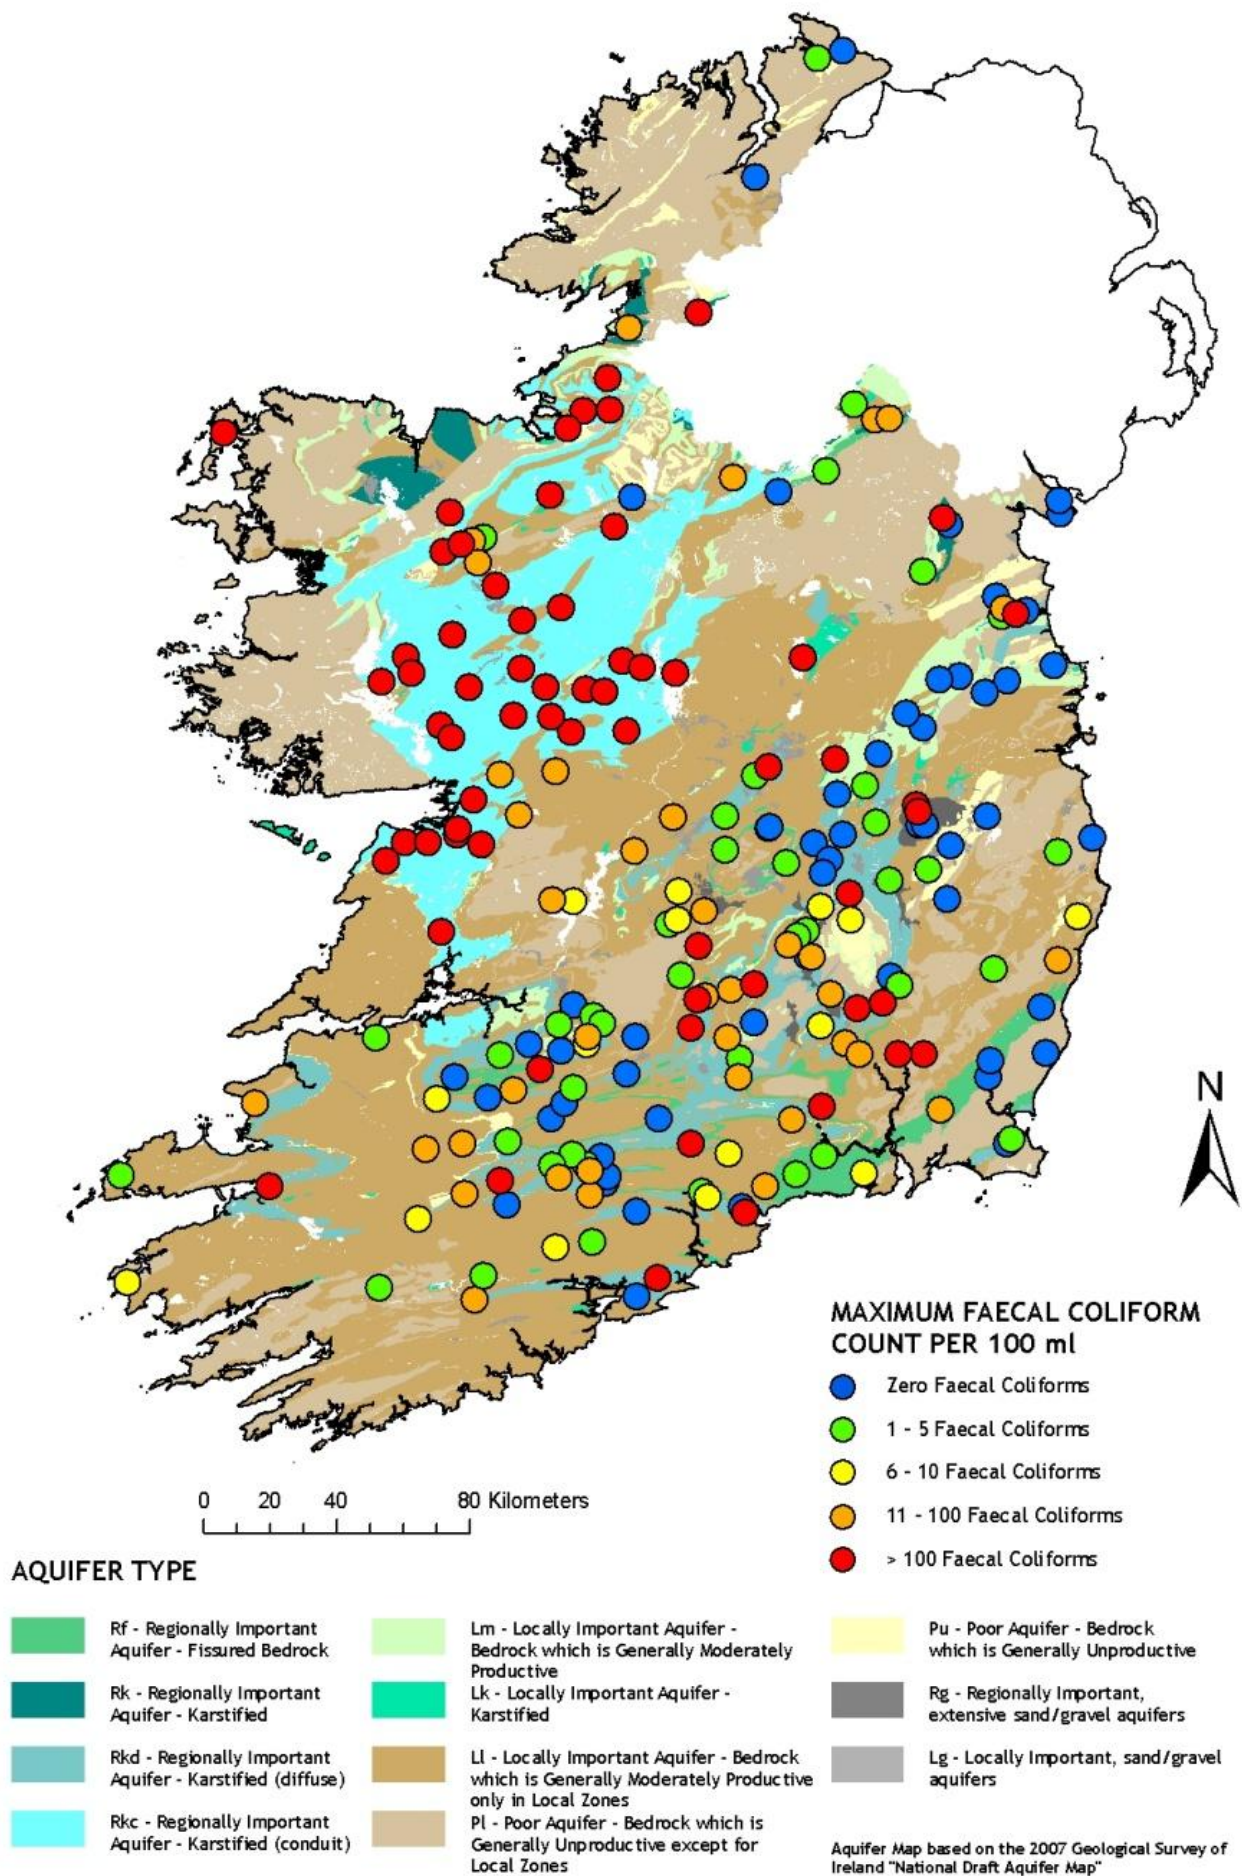 N
MAXIMUM FAECAL COLIFORM
COUNT PER 100 ml
Zero Faecal Coliforms
1 - 5 Faecal Coliforms
6 - 10 Faecal Coliforms
11 - 100 Faecal Coliforms
> 100 Faecal Coliforms
0 20 40 80 Kilometers
AQUIFER TYPE
Rf - Regionally Important
Aquifer - Fissured Bedrock
Rk - Regionally Important
Aquifer - Karstified
Rkd - Regionally Important
Aquifer - Karstified (diffuse)
Rkc - Regionally Important
Aquifer - Karstified (conduit)
Lm - Locally Important Aquifer -
Bedrock which is Generally Moderately
Productive
Lk - Locally Important Aquifer -
Karstified
Ll - Locally Important Aquifer - Bedrock
which is Generally Moderately Productive
only in Local Zones
Pl - Poor Aquifer - Bedrock which is
Generally Unproductive except for
Local Zones
Pu - Poor Aquifer - Bedrock
which is Generally Unproductive
Rg - Regionally Important,
extensive sand/gravel aquifers
Lg - Locally Important, sand/gravel
aquifers
Aquifer Map based on the 2007 Geological Survey of
Ireland "National Draft Aquifer Map"